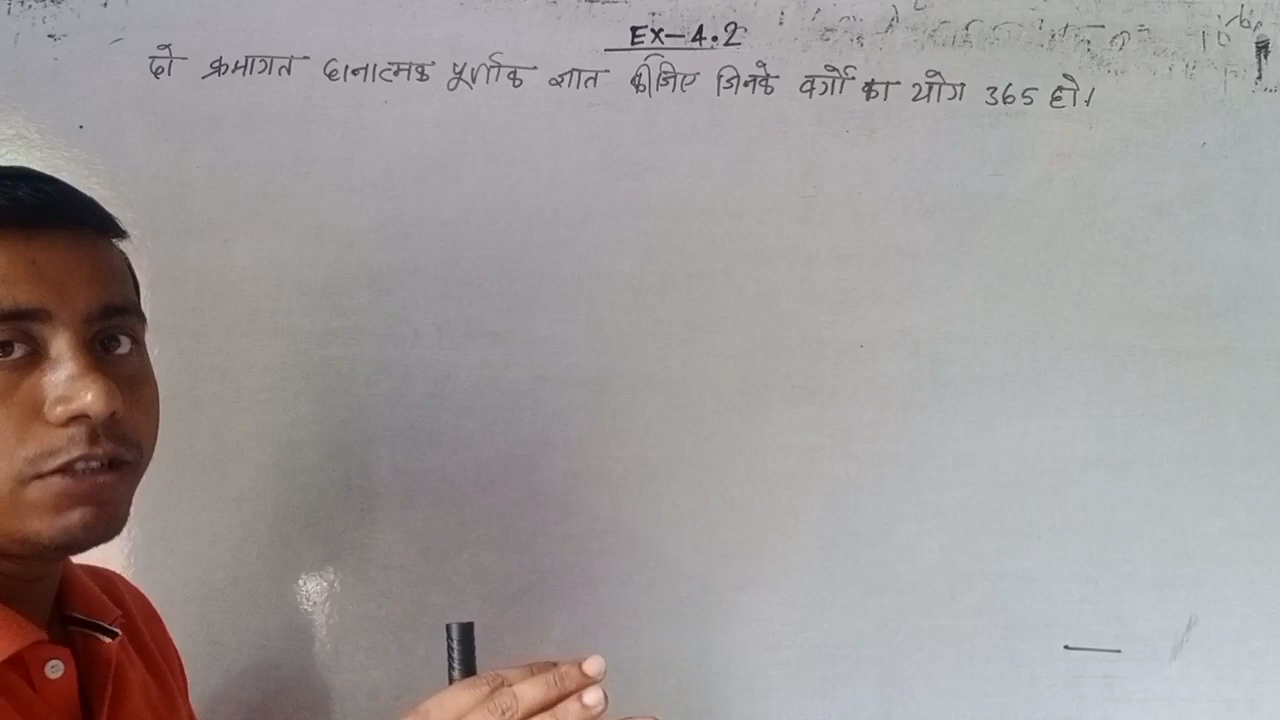 Ex-4.2
दो क्रमागत धनात्मक पूर्णांक ज्ञात कीजिए जिनके वर्गों का योग 365 हो।